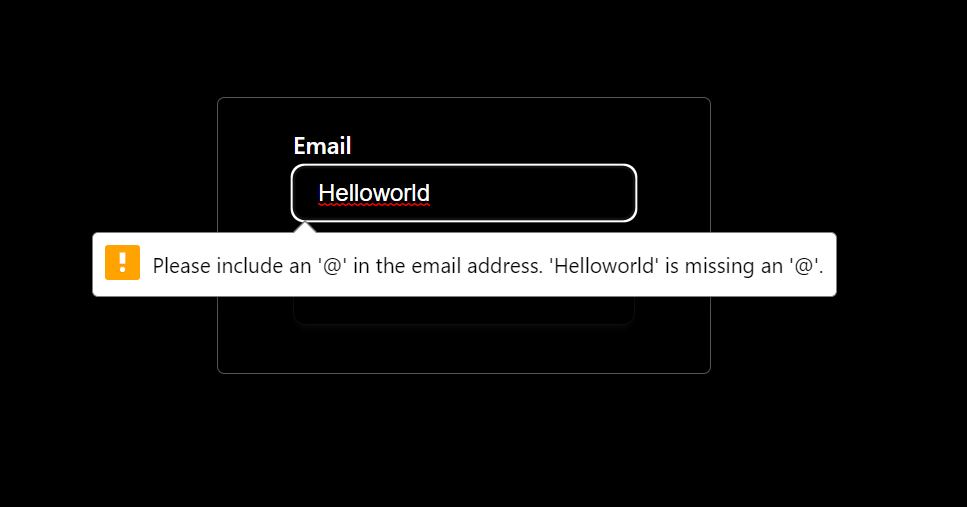 Email
Helloworld
Please include an '@' in the email address. 'Helloworld' is missing an '@'.